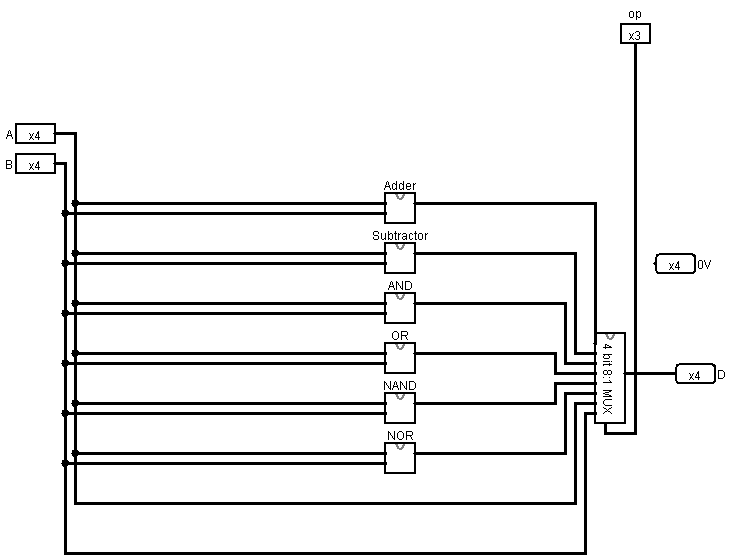 op
x3
A x4
B x4
Adder
Subtractor
x4 0V
AND
OR
4 bit 8:1 MUX
x4 D
NAND
NOR